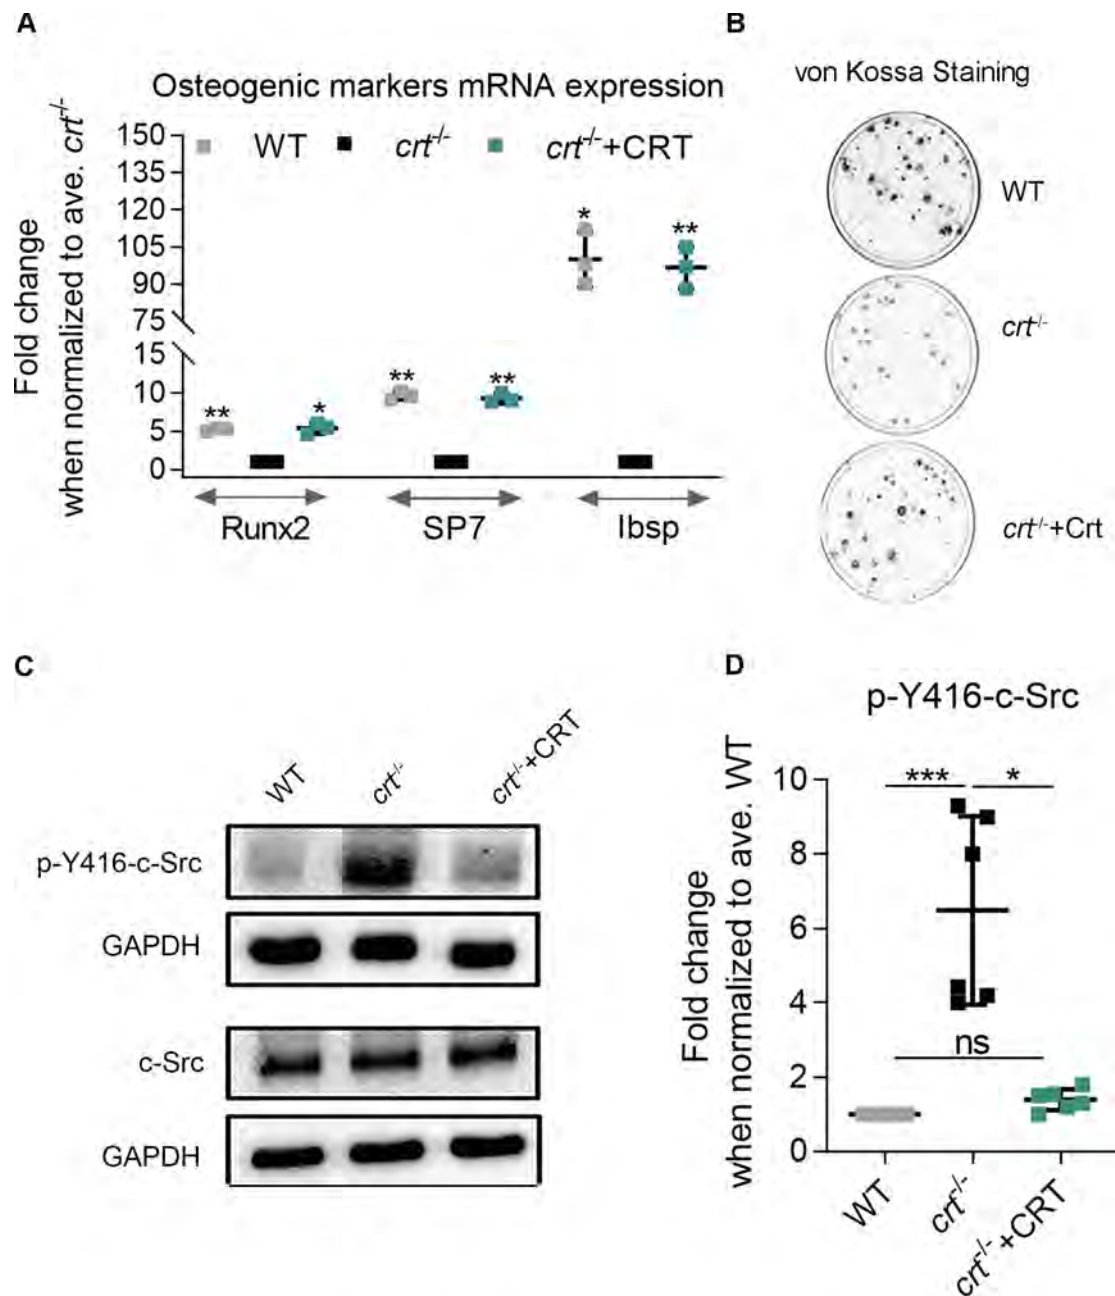 A
Osteogenic markers mRNA expression
WT crt-/- crt-/-+CRT
Fold change
when normalized to ave. crt-/-
150
135
120
105
90
75
15
10
5
0
** * ** ** * **
Runx2 SP7 Ibsp
B
von Kossa Staining
WT
crt-/-
crt-/-+Crt
C
WT crt-/- crt-/-+CRT
p-Y416-c-Src
GAPDH
c-Src
GAPDH
D
p-Y416-c-Src
Fold change
when normalized to ave. WT
10
8
6
4
2
0
*** *
ns
WT crt-/- crt-/-+CRT